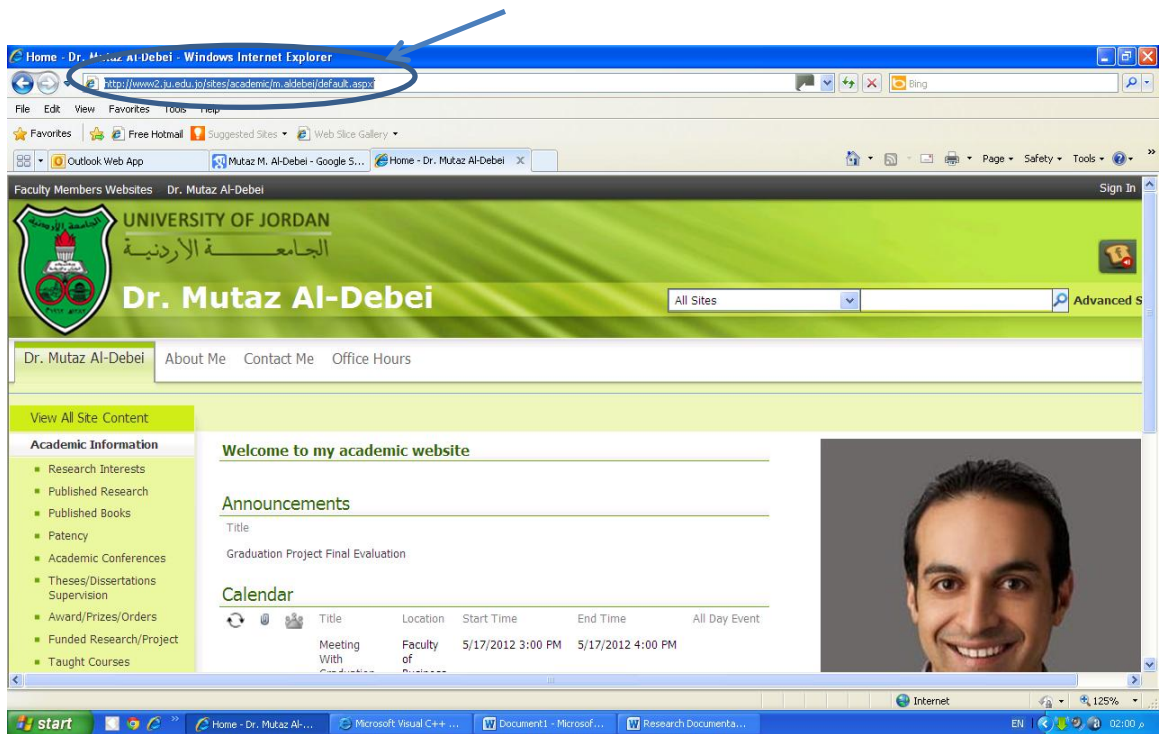 Home - Dr. Mutaz Al-Debei - Windows Internet Explorer
http://www2.ju.edu.jo/sites/academic/m.aldebei/default.aspx
Bing
File Edit View Favorites Tools Help
Favorites Free Hotmail Suggested Sites Web Slice Gallery
Outlook Web App Mutaz M. Al-Debei - Google S... Home - Dr. Mutaz Al-Debei X Page Safety Tools »
Faculty Members Websites Dr. Mutaz Al-Debei Sign In
UNIVERSITY OF JORDAN
الجامعة الأردنية
Dr. Mutaz Al-Debei
All Sites Advanced S
Dr. Mutaz Al-Debei About Me Contact Me Office Hours
View All Site Content
Academic Information
Research Interests
Published Research
Published Books
Patency
Academic Conferences
Theses/Dissertations
Supervision
Award/Prizes/Orders
Funded Research/Project
Taught Courses
Welcome to my academic website
Announcements
Title
Graduation Project Final Evaluation
Calendar
Title Location Start Time End Time All Day Event
Meeting Faculty 5/17/2012 3:00 PM 5/17/2012 4:00 PM
With of
Graduation Business
Internet 125%
start » Home - Dr. Mutaz Al-... Microsoft Visual C++ ... Document1 - Microsof... Research Documenta... EN 02:00 م